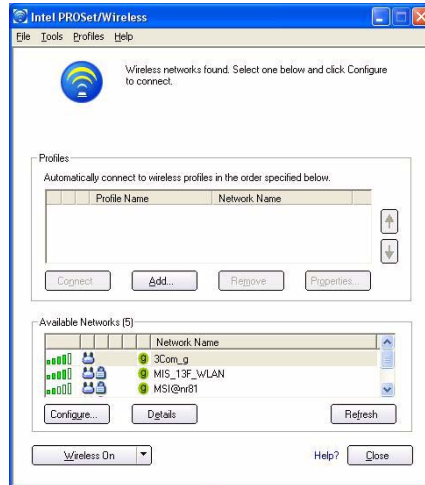 Intel PROSet/Wireless
File Tools Profiles Help
Wireless networks found. Select one below and click Configure
to connect.
Profiles
Automatically connect to wireless profiles in the order specified below.
Profile Name Network Name
Connect Add... Remove Properties...
Available Networks (5)
Network Name
g 3Com_g
g MIS_13F_WLAN
g MSI@nr81
Configure... Details Refresh
Wireless On Help? Close